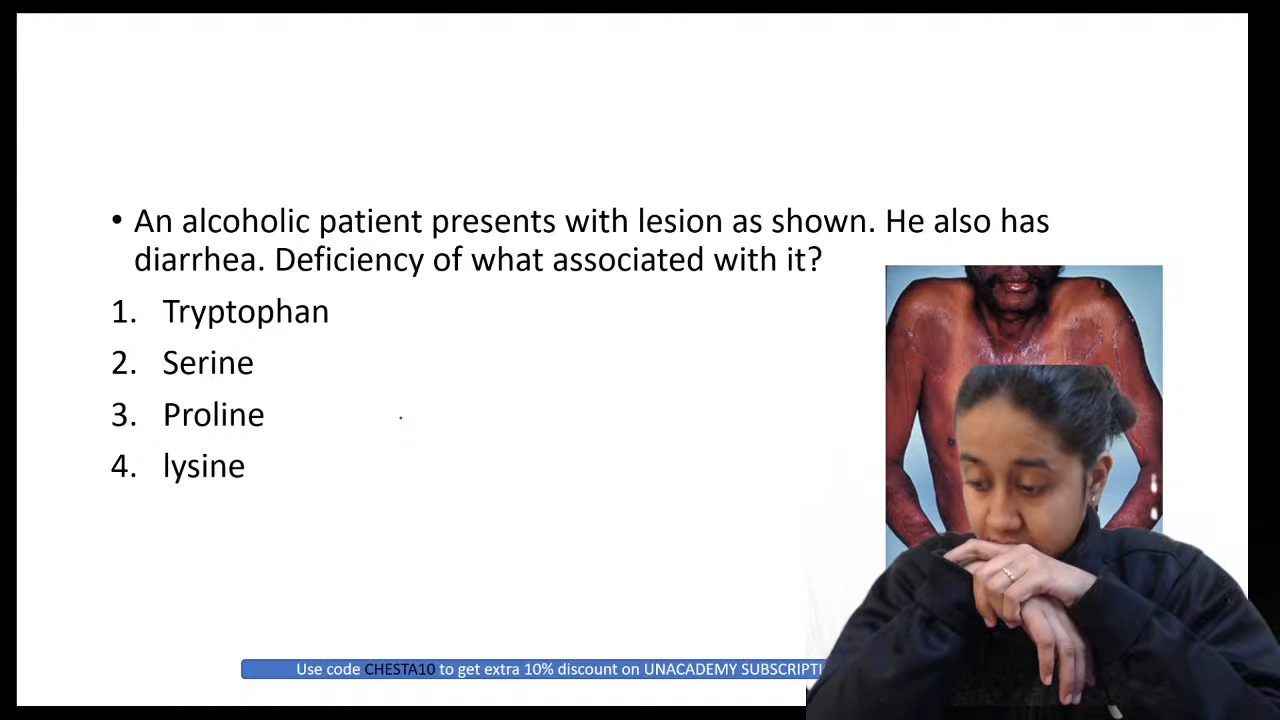 • An alcoholic patient presents with lesion as shown. He also has
diarrhea. Deficiency of what associated with it?
1. Tryptophan
2. Serine
3. Proline
4. lysine
Use code CHESTA10 to get extra 10% discount on UNACADEMY SUBSCRIPTI